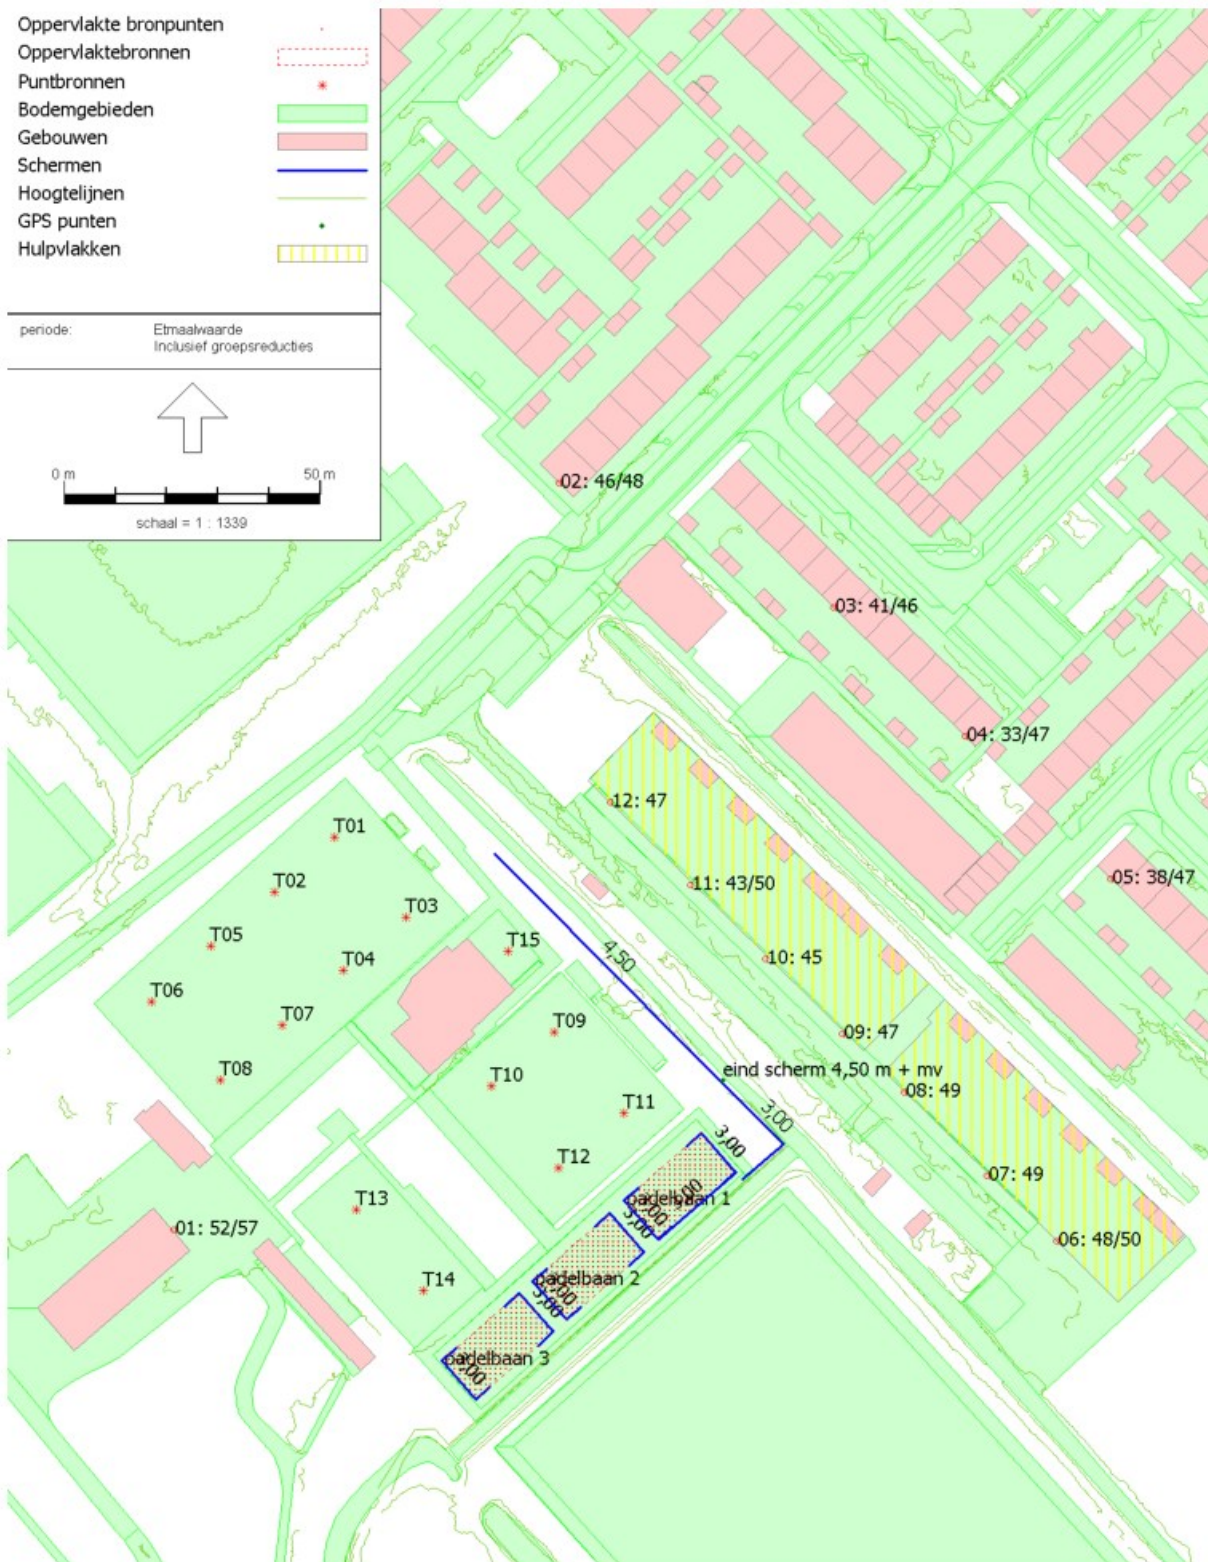 Oppervlakte bronpunten
Oppervlaktebronnen
Puntbronnen
Bodemgebieden
Gebouwen
Schermen
Hoogtelijnen
GPS punten
Hulpvlakken
periode: Etmaalwaarde
Inclusief groepsreducties
0 m 50 m
schaal = 1 : 1339
02: 46/48
03: 41/46
04: 33/47
12: 47
T01
11: 43/50
05: 38/47
T02
T03
T05
T15
4,50
10: 45
T04
T06
T07
T09
09: 47
eind scherm 4,50 m + mv
T08
T10
08: 49
T11
3,00
3,00
T12
07: 49
padelbaan 1
3,00
T13
01: 52/57
06: 48/50
padelbaan 2
T14
3,00
padelbaan 3